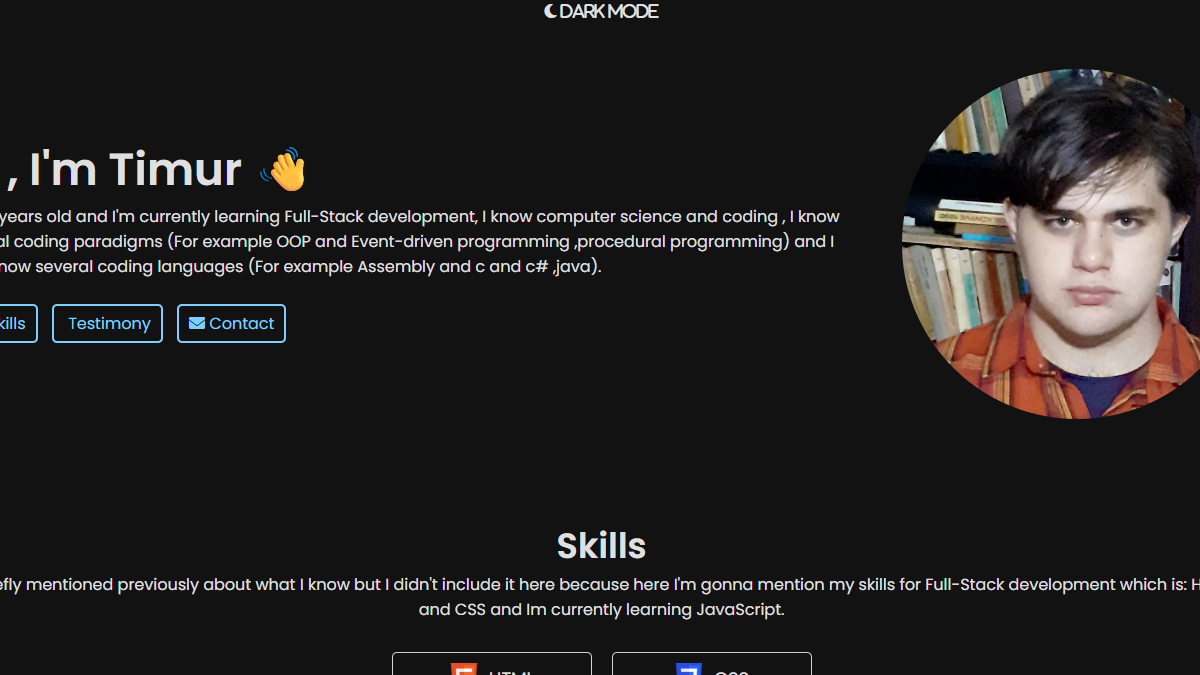 DARK MODE
, I'm Timur 👋
years old and I'm currently learning Full-Stack development, I know computer science and coding , I know
al coding paradigms (For example OOP and Event-driven programming ,procedural programming) and I
now several coding languages (For example Assembly and c and c# ,java).
kills Testimony Contact
Skills
efly mentioned previously about what I know but I didn't include it here because here I'm gonna mention my skills for Full-Stack development which is: H
and CSS and Im currently learning JavaScript.
HTML CSS